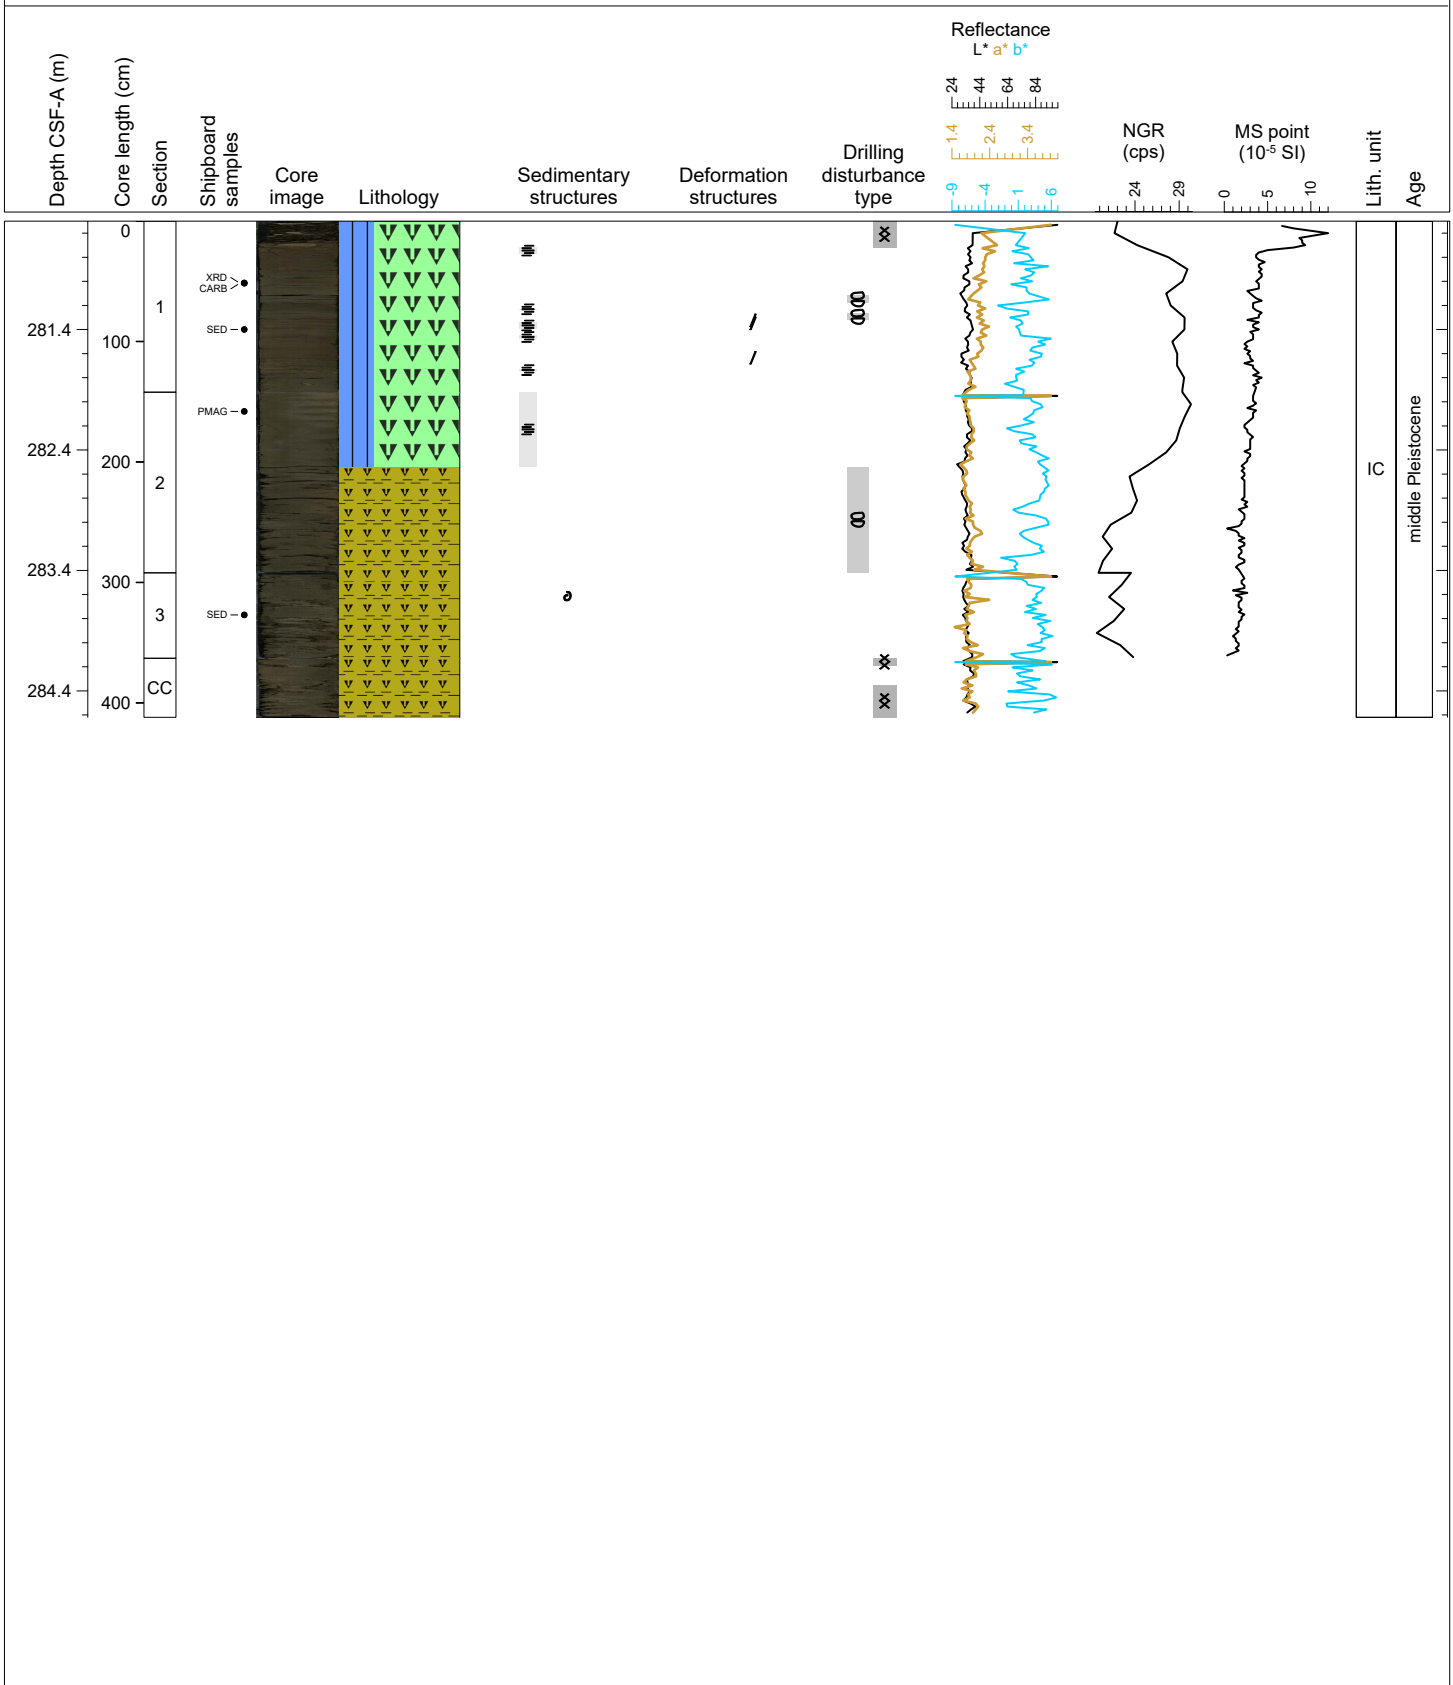 Depth CSF-A (m)
Core length (cm)
Section
Shipboard
samples
Core
image
Lithology
Sedimentary
structures
Deformation
structures
Drilling
disturbance
type
Reflectance
L* a* b*
24 44 64 84
1.4 2.4 3.4
-9 -4 1 6
NGR
(cps)
24 29
MS point
(10-5 SI)
0 5 10
Lith. unit
Age
0
XRD
CARB
1
281.4
SED
100
PMAG
282.4
200
2
IC
middle Pleistocene
283.4
300
3
SED
CC
284.4
400